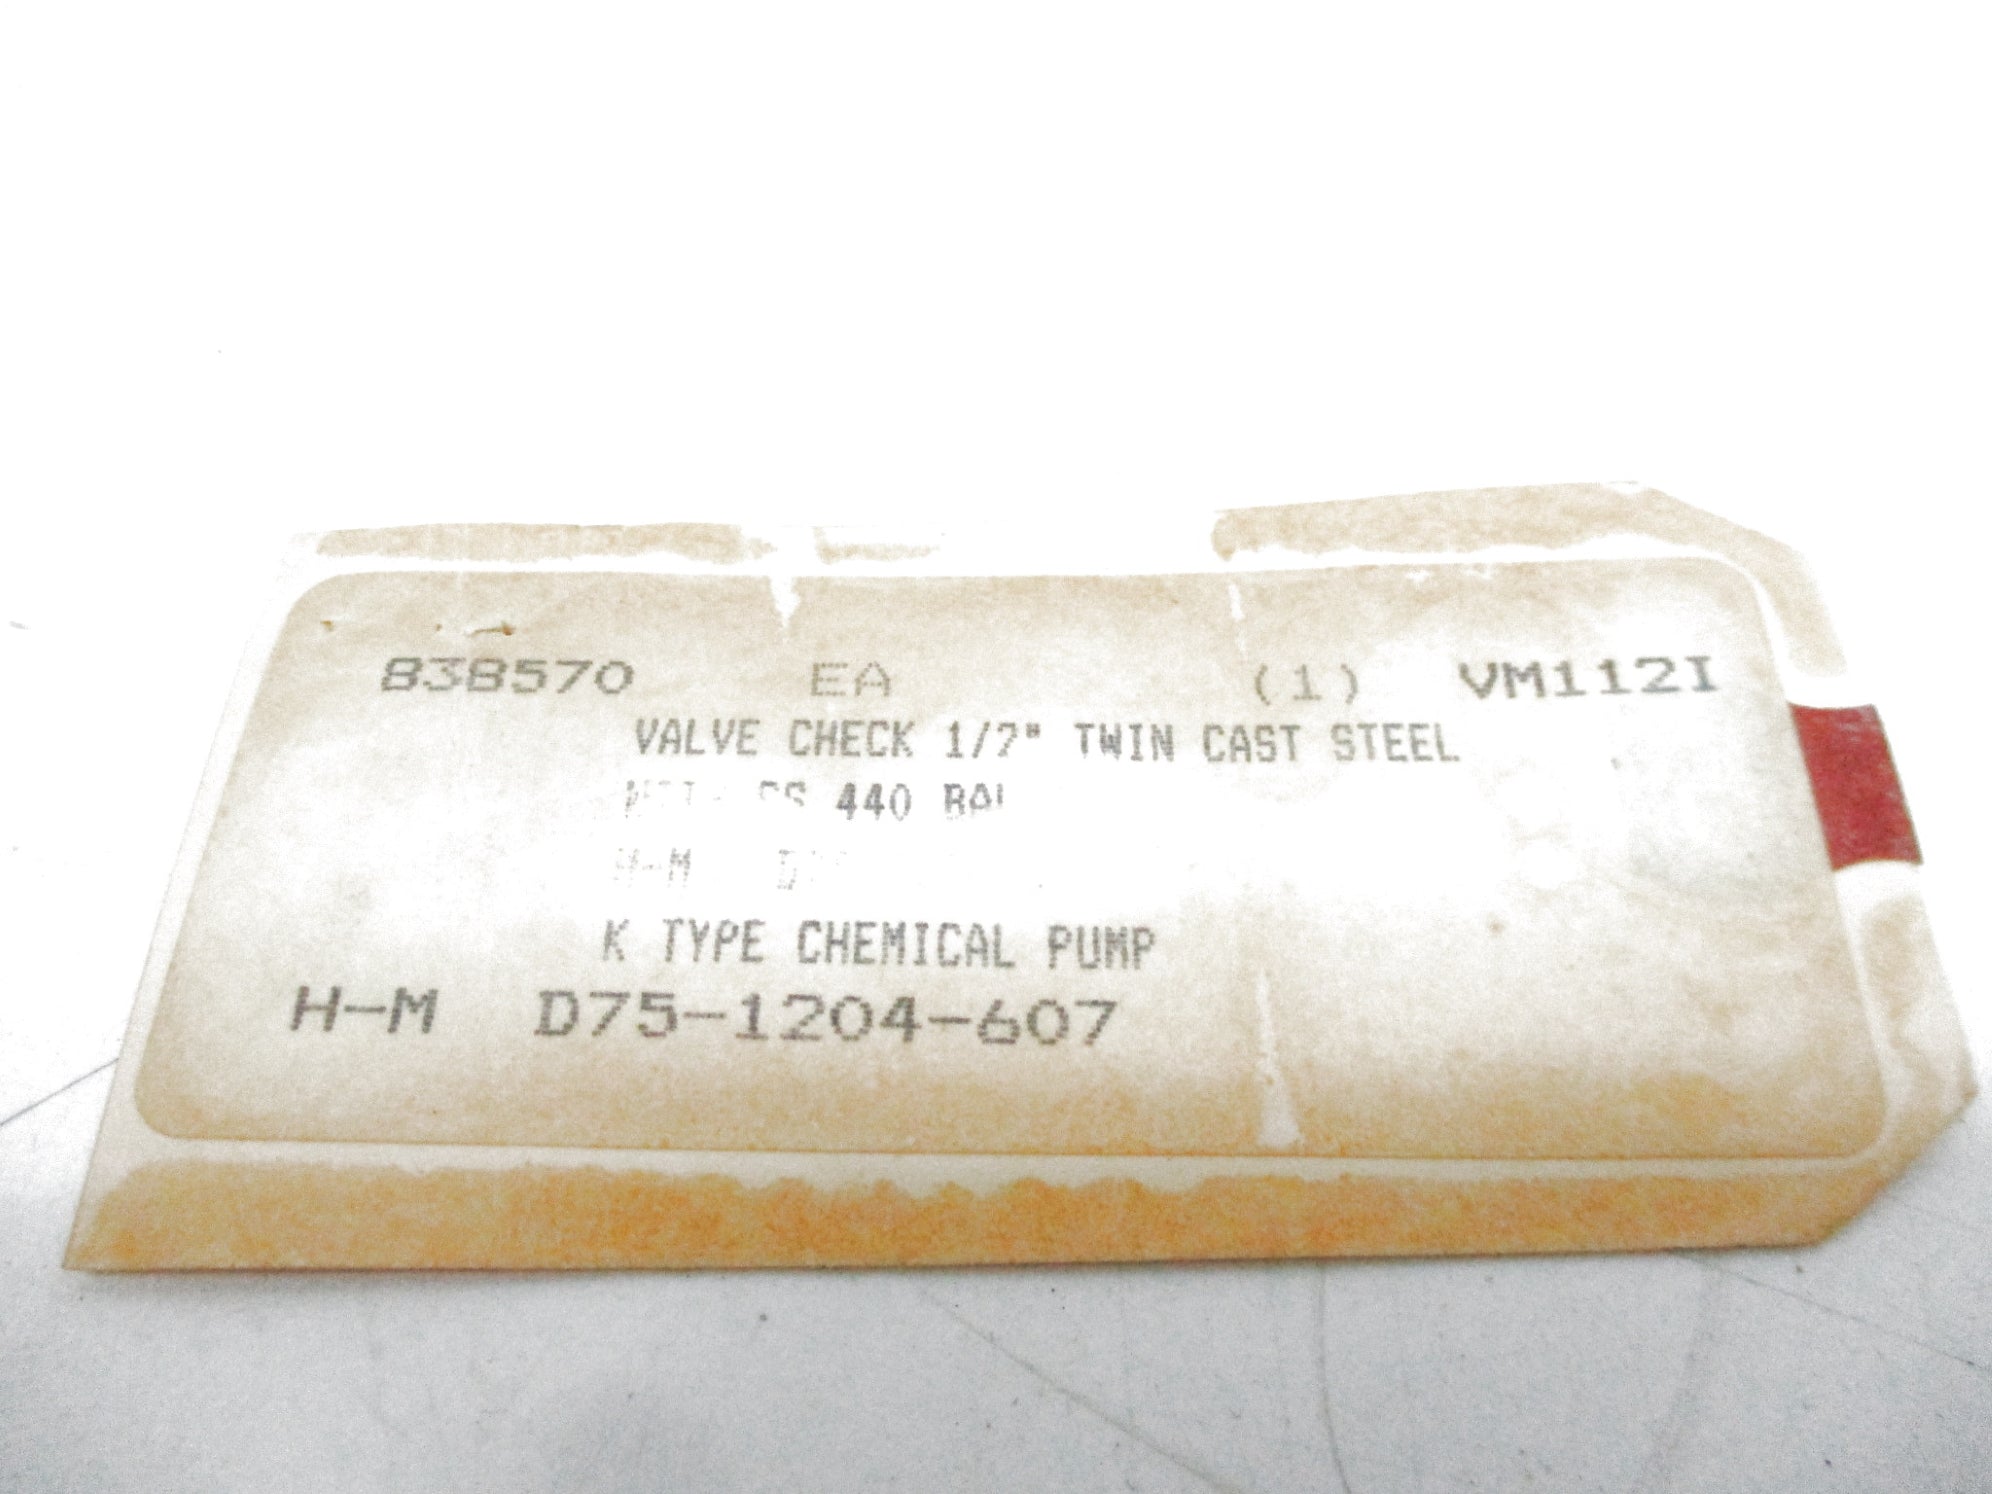 838570 EA (1) VM112I
VALVE CHECK 1/2" TWIN CAST STEEL
440
H-M
K TYPE CHEMICAL PUMP
H-M D75-1204-607